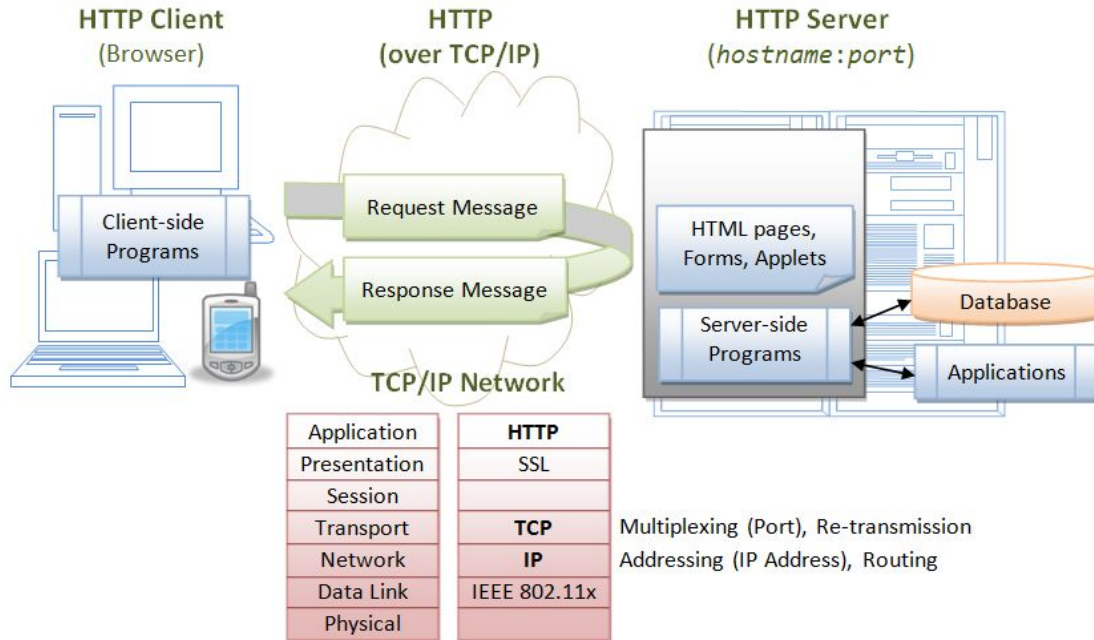 HTTP Client
(Browser)
HTTP
(over TCP/IP)
HTTP Server
(hostname:port)
Client-side
Programs
Request Message
Response Message
HTML pages,
Forms, Applets
Server-side
Programs
Database
Applications
TCP/IP Network
Application HTTP
Presentation SSL
Session
Transport TCP Multiplexing (Port), Re-transmission
Network IP Addressing (IP Address), Routing
Data Link IEEE 802.11x
Physical